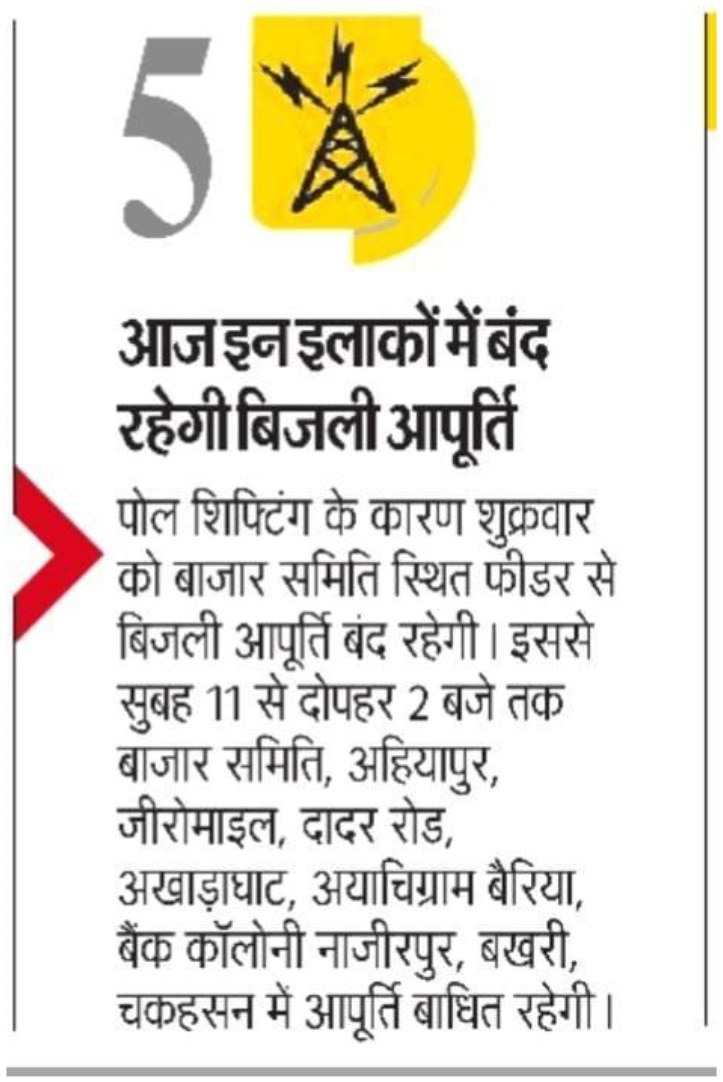 5
आज इन इलाकों में बंद
रहेगी बिजली आपूर्ति
पोल शिफ्टिंग के कारण शुक्रवार
को बाजार समिति स्थित फीडर से
बिजली आपूर्ति बंद रहेगी। इससे
सुबह 11 से दोपहर 2 बजे तक
बाजार समिति, अहियापुर,
जीरोमाइल, दादर रोड,
अखाड़ाघाट, अयाचिग्राम बैरिया,
बैंक कॉलोनी नाजीरपुर, बखरी,
चकहसन में आपूर्ति बाधित रहेगी।